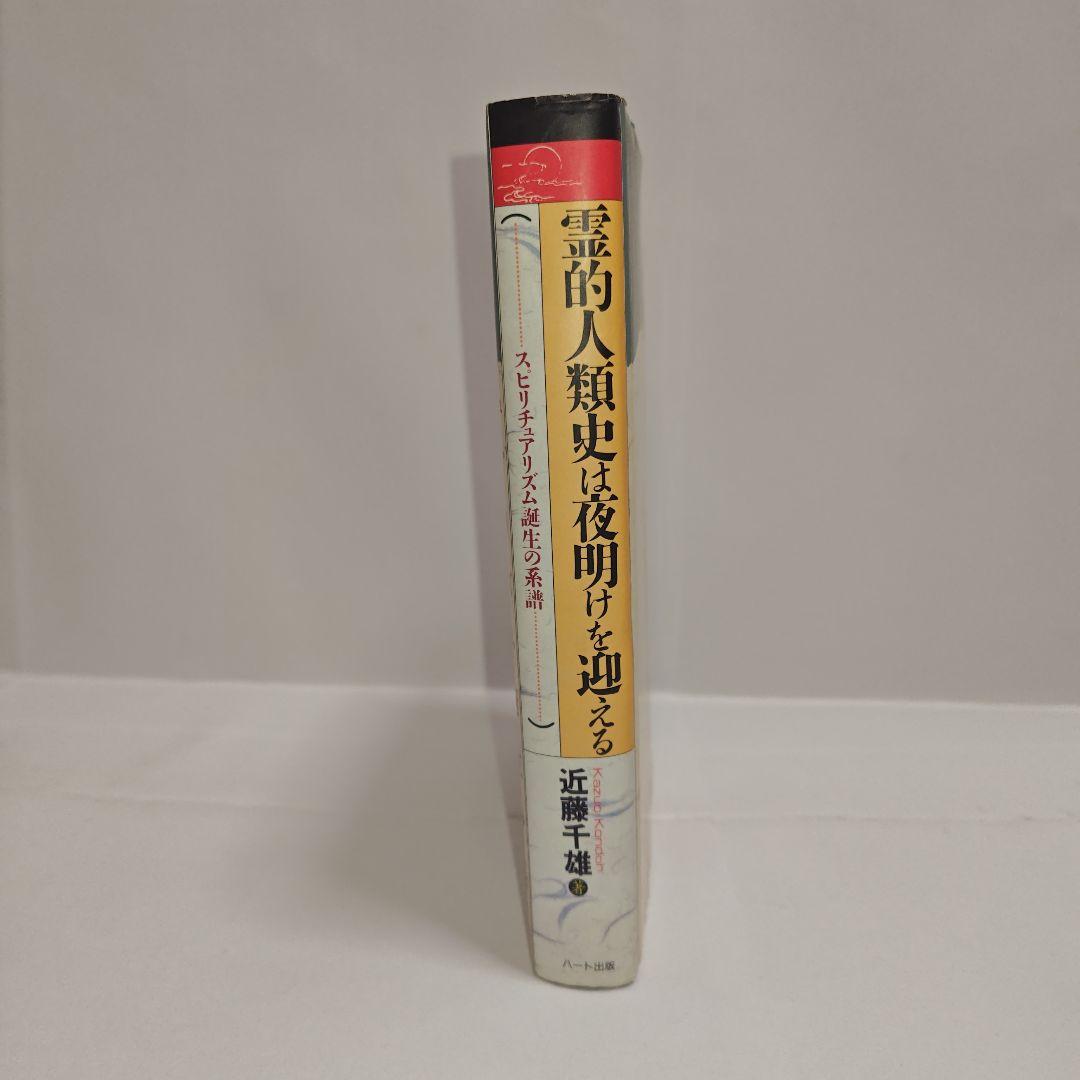 霊的人類史は夜明けを迎える
(スピリチュアリズム誕生の系譜)
Kazuo Kondoh
近藤千雄著
ハート出版